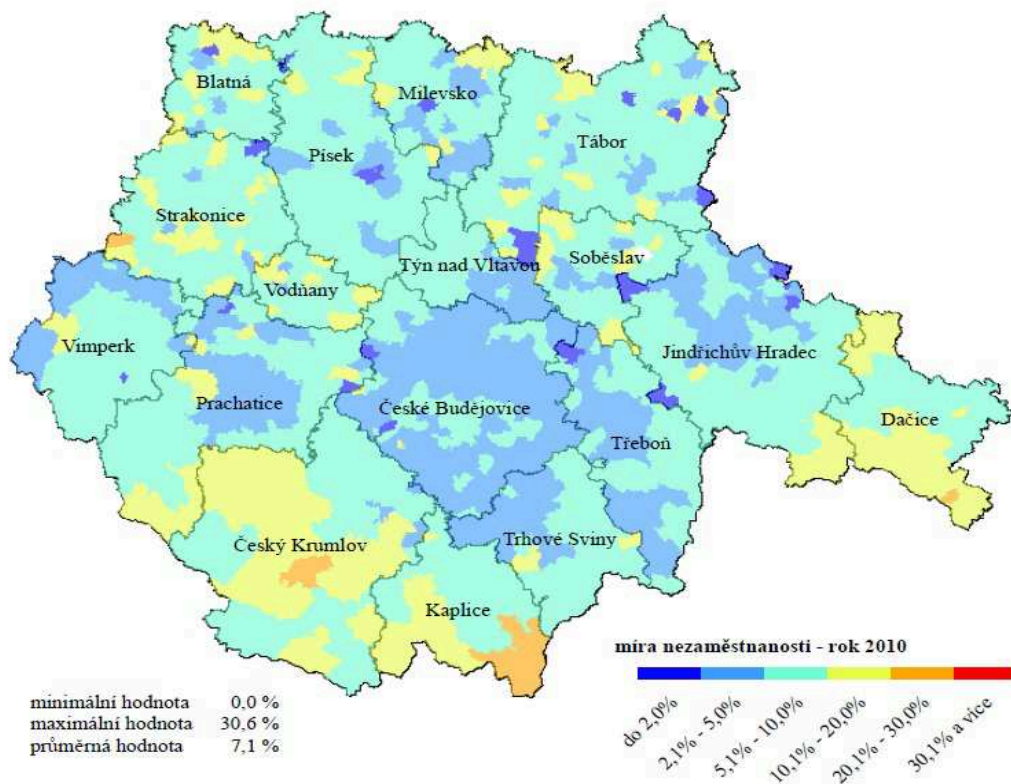 Blatná
Milevsko
Tábor
Písek
Strakonice
Týn nad Vltavou
Soběslav
Vodňany
Vimperk
Jindřichův Hradec
Prachatice
České Budějovice
Dačice
Třeboň
Český Krumlov
Trhové Sviny
Kaplice
míra nezaměstnanosti - rok 2010
do 2,0%
2,1% - 5,0%
5,1% - 10,0%
10,1% - 20,0%
20,1% - 30,0%
30,1% a více
minimální hodnota 0,0 %
maximální hodnota 30,6 %
průměrná hodnota 7,1 %